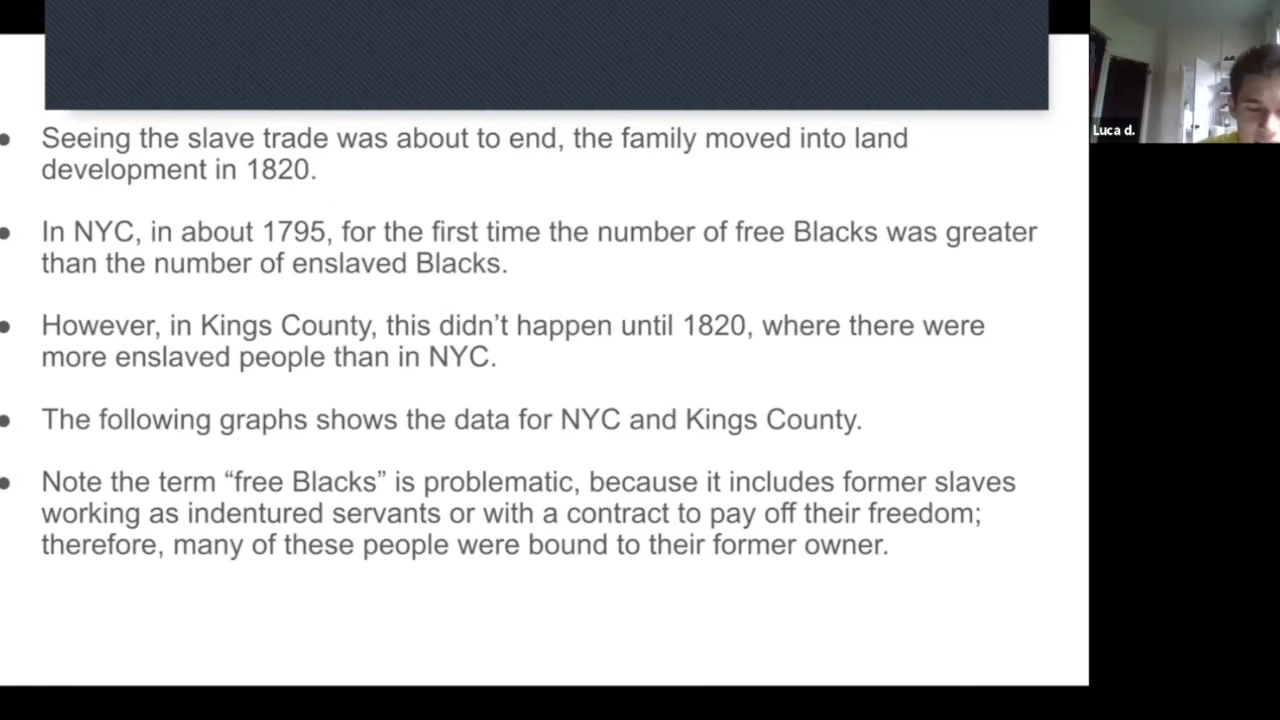 Seeing the slave trade was about to end, the family moved into land
development in 1820.
In NYC, in about 1795, for the first time the number of free Blacks was greater
than the number of enslaved Blacks.
However, in Kings County, this didn’t happen until 1820, where there were
more enslaved people than in NYC.
The following graphs shows the data for NYC and Kings County.
Note the term “free Blacks” is problematic, because it includes former slaves
working as indentured servants or with a contract to pay off their freedom;
therefore, many of these people were bound to their former owner.
Luca d.